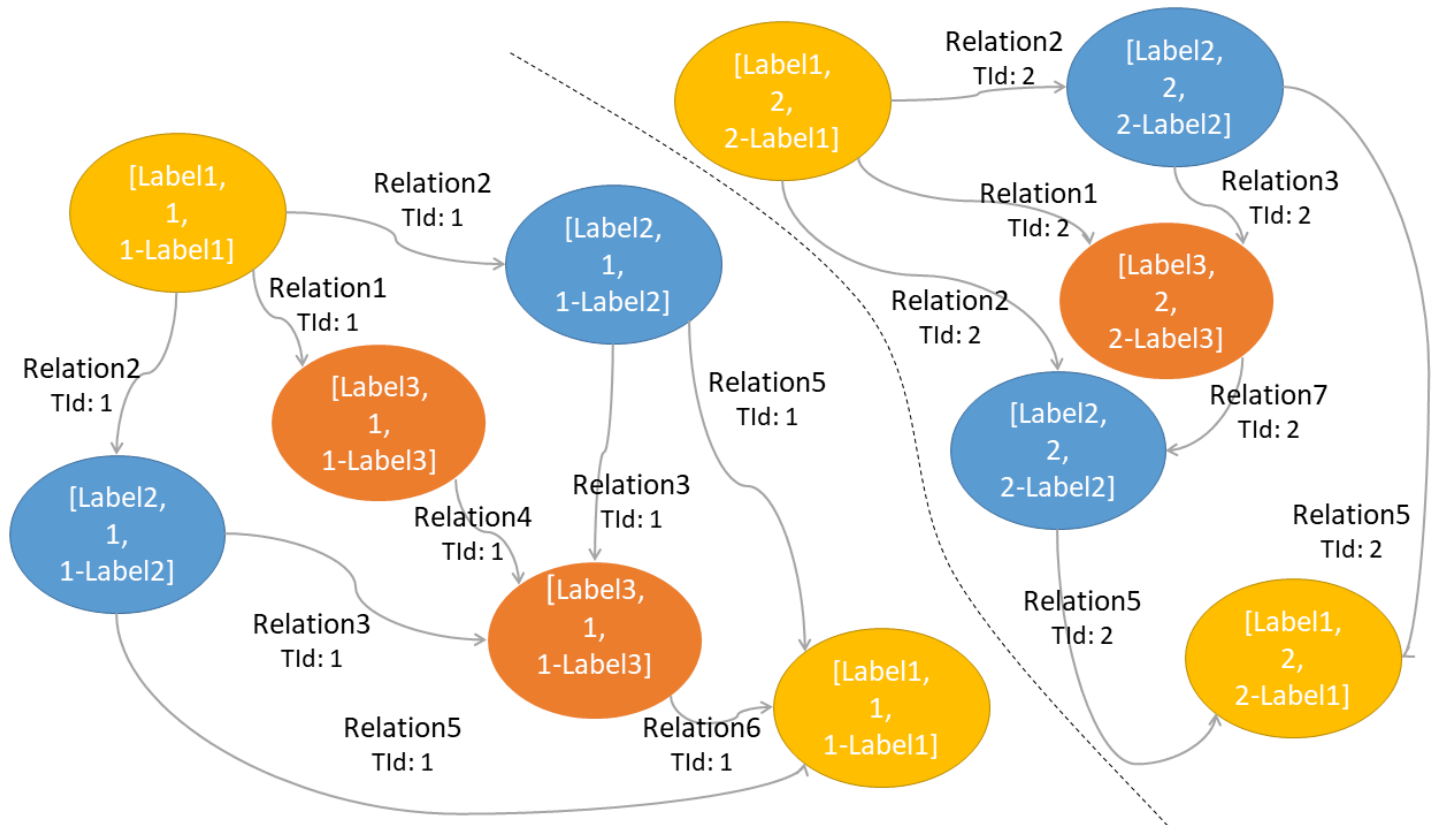 [Label1,
1,
1-Label1]
Relation2
TId: 1
[Label2,
1,
1-Label2]
Relation1
TId: 1
Relation2
TId: 1
[Label3,
1,
1-Label3]
Relation5
TId: 1
[Label2,
1,
1-Label2]
Relation4
TId: 1
Relation3
TId: 1
Relation3
TId: 1
[Label3,
1,
1-Label3]
Relation5
TId: 1
Relation6
TId: 1
[Label1,
1,
1-Label1]
[Label1,
2,
2-Label1]
Relation2
TId: 2
[Label2,
2,
2-Label2]
Relation1
TId: 2
Relation3
TId: 2
Relation2
TId: 2
[Label3,
2,
2-Label3]
Relation7
TId: 2
[Label2,
2,
2-Label2]
Relation5
TId: 2
Relation5
TId: 2
[Label1,
2,
2-Label1]